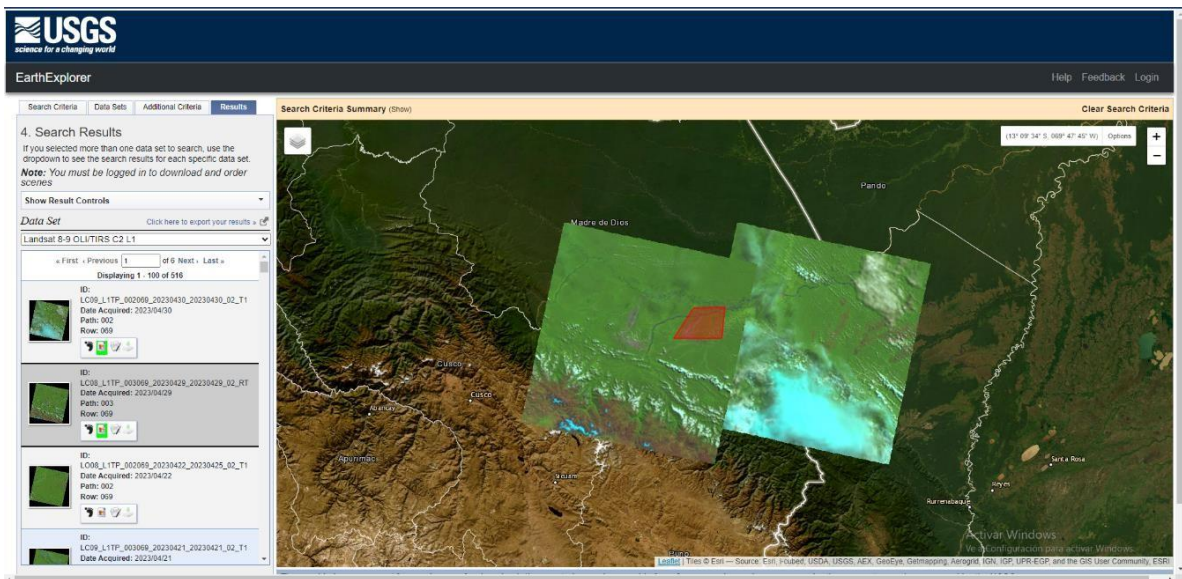 USGS
science for a changing world
EarthExplorer
Help Feedback Login
Search Criteria Data Sets Additional Criteria Results
4. Search Results
If you selected more than one data set to search, use the
dropdown to see the search results for each specific data set.
Note: You must be logged in to download and order
scenes
Show Result Controls
Data Set Click here to export your results »
Landsat 8-9 OLI/TIRS C2 L1
« First ‹ Previous 1 of 6 Next › Last »
Displaying 1 - 100 of 516
ID:
LC09_L1TP_002069_20230430_20230430_02_T1
Date Acquired: 2023/04/30
Path: 002
Row: 069
ID:
LC08_L1TP_003069_20230429_20230429_02_RT
Date Acquired: 2023/04/29
Path: 003
Row: 069
ID:
LO08_L1TP_002069_20230422_20230425_02_T1
Date Acquired: 2023/04/22
Path: 002
Row: 069
ID:
LC09_L1TP_003069_20230421_20230421_02_T1
Date Acquired: 2023/04/21
Search Criteria Summary (Show) Clear Search Criteria
(13° 09' 34" S, 069° 47' 45" W) Options
+
−
Pando
Madre de Dios
Cusco
Cusco
Abancay
Apurimac
Santa Rosa
Reyes
Rurrenabaque
Puno
Activar Windows
Ve a Configuración para activar Windows.
Leaflet | Tiles © Esri — Source: Esri, i-cubed, USDA, USGS, AEX, GeoEye, Getmapping, Aerogrid, IGN, IGP, UPR-EGP, and the GIS User Community, ESRI